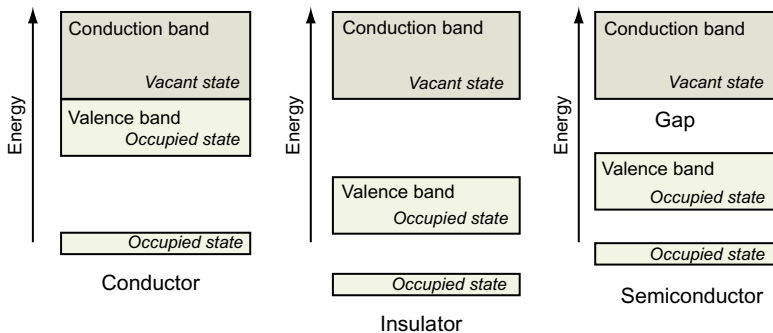 Energy
Conduction band
Vacant state
Valence band
Occupied state
Occupied state
Conductor
Energy
Conduction band
Vacant state
Valence band
Occupied state
Occupied state
Insulator
Energy
Conduction band
Vacant state
Gap
Valence band
Occupied state
Occupied state
Semiconductor